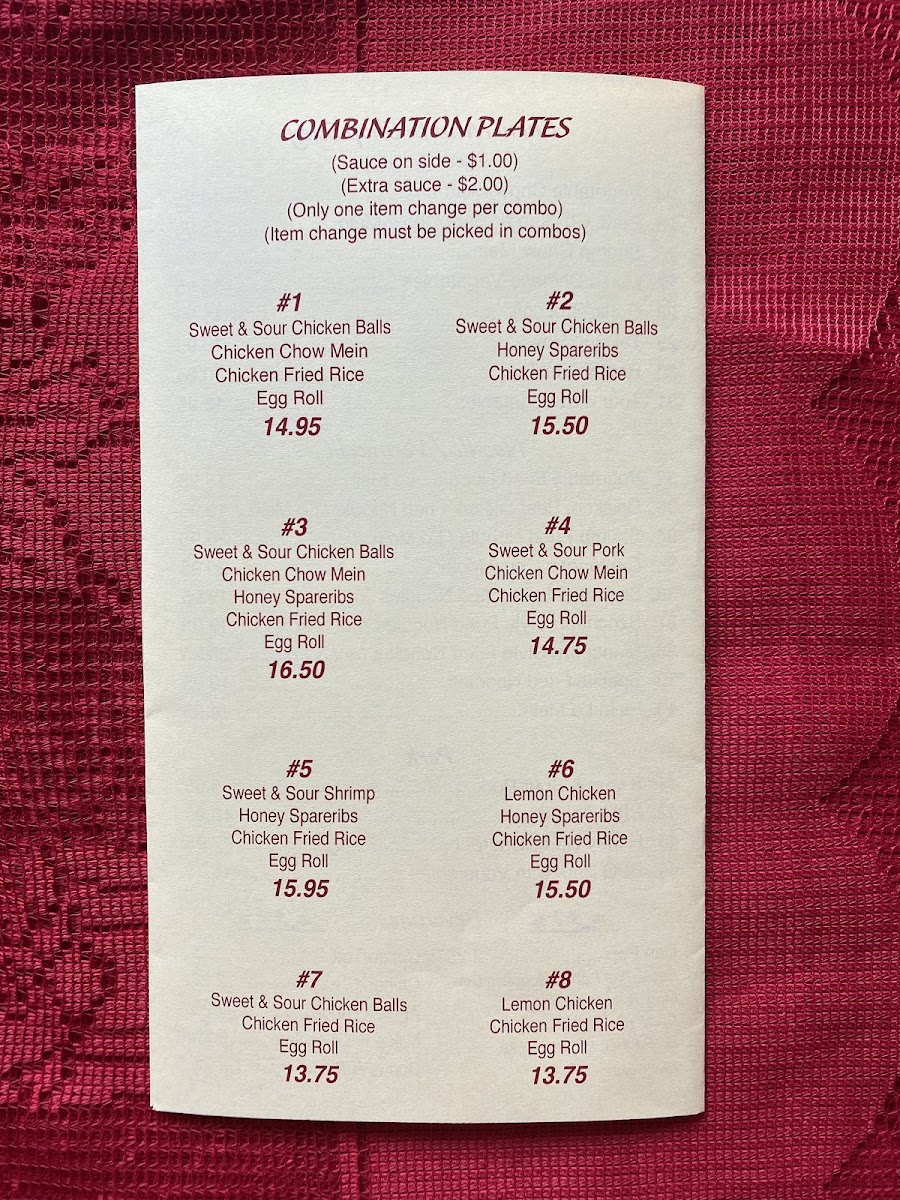 COMBINATION PLATES
(Sauce on side - $1.00)
(Extra sauce - $2.00)
(Only one item change per combo)
(Item change must be picked in combos)
#1
Sweet & Sour Chicken Balls
Chicken Chow Mein
Chicken Fried Rice
Egg Roll
14.95
#2
Sweet & Sour Chicken Balls
Honey Spareribs
Chicken Fried Rice
Egg Roll
15.50
#3
Sweet & Sour Chicken Balls
Chicken Chow Mein
Honey Spareribs
Chicken Fried Rice
Egg Roll
16.50
#4
Sweet & Sour Pork
Chicken Chow Mein
Chicken Fried Rice
Egg Roll
14.75
#5
Sweet & Sour Shrimp
Honey Spareribs
Chicken Fried Rice
Egg Roll
15.95
#6
Lemon Chicken
Honey Spareribs
Chicken Fried Rice
Egg Roll
15.50
#7
Sweet & Sour Chicken Balls
Chicken Fried Rice
Egg Roll
13.75
#8
Lemon Chicken
Chicken Fried Rice
Egg Roll
13.75